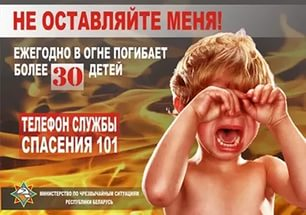 НЕ ОСТАВЛЯЙТЕ МЕНЯ!
ЕЖЕГОДНО В ОГНЕ ПОГИБАЕТ
БОЛЕЕ 30 ДЕТЕЙ
ТЕЛЕФОН СЛУЖБЫ
СПАСЕНИЯ 101
МИНИСТЕРСТВО ПО ЧРЕЗВЫЧАЙНЫМ СИТУАЦИЯМ
РЕСПУБЛИКИ БЕЛАРУСЬ